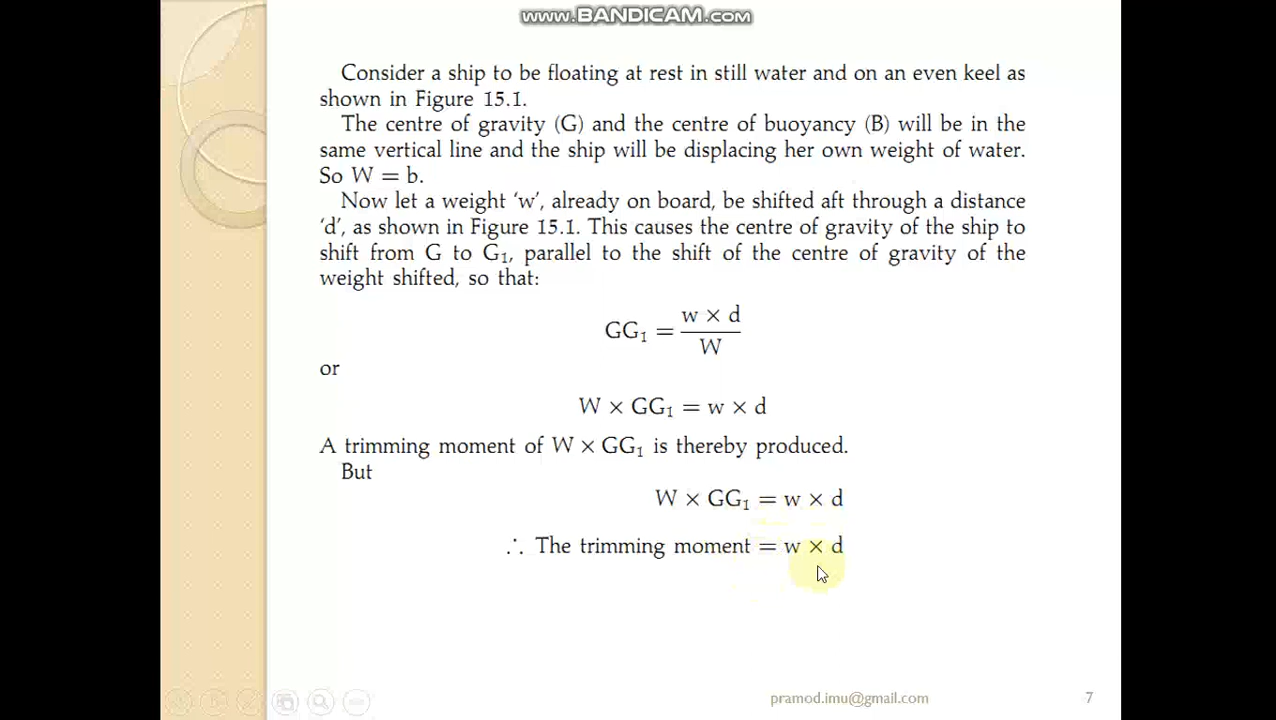 www.BANDICAM.com
Consider a ship to be floating at rest in still water and on an even keel as
shown in Figure 15.1.
The centre of gravity (G) and the centre of buoyancy (B) will be in the
same vertical line and the ship will be displacing her own weight of water.
So W = b.
Now let a weight ‘w’, already on board, be shifted aft through a distance
‘d’, as shown in Figure 15.1. This causes the centre of gravity of the ship to
shift from G to G₁, parallel to the shift of the centre of gravity of the
weight shifted, so that:
GG₁ = w × d / W
or
W × GG₁ = w × d
A trimming moment of W × GG₁ is thereby produced.
But
W × GG₁ = w × d
∴ The trimming moment = w × d
pramod.imu@gmail.com 7